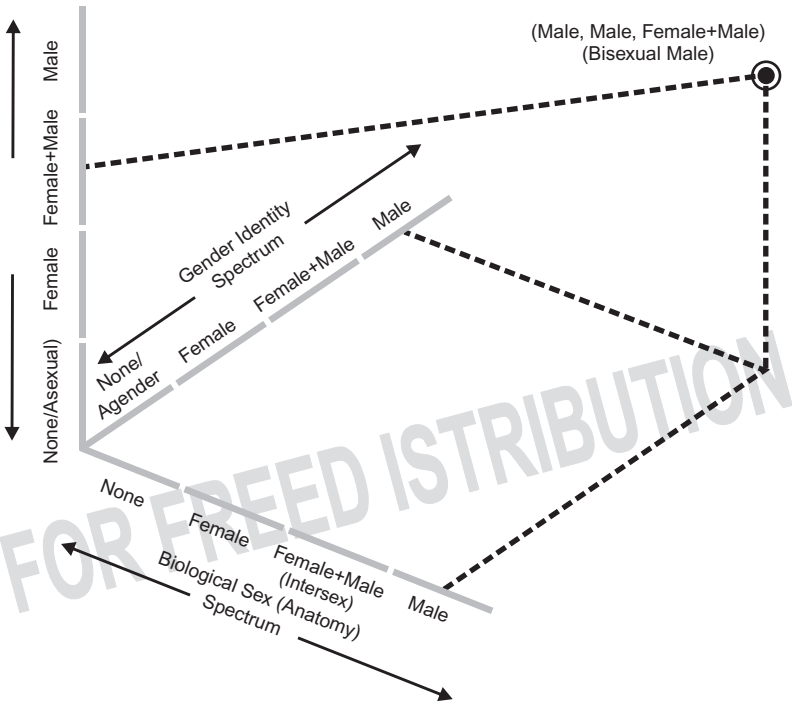 (Male, Male, Female+Male)
(Bisexual Male)
Male
Female+Male
Female
None/Asexual)
Gender Identity
Spectrum
Male
Female+Male
Female
None/
Agender
None
Female
Female+Male
(Intersex)
Male
Biological Sex (Anatomy)
Spectrum
FOR FREED ISTRIBUTION